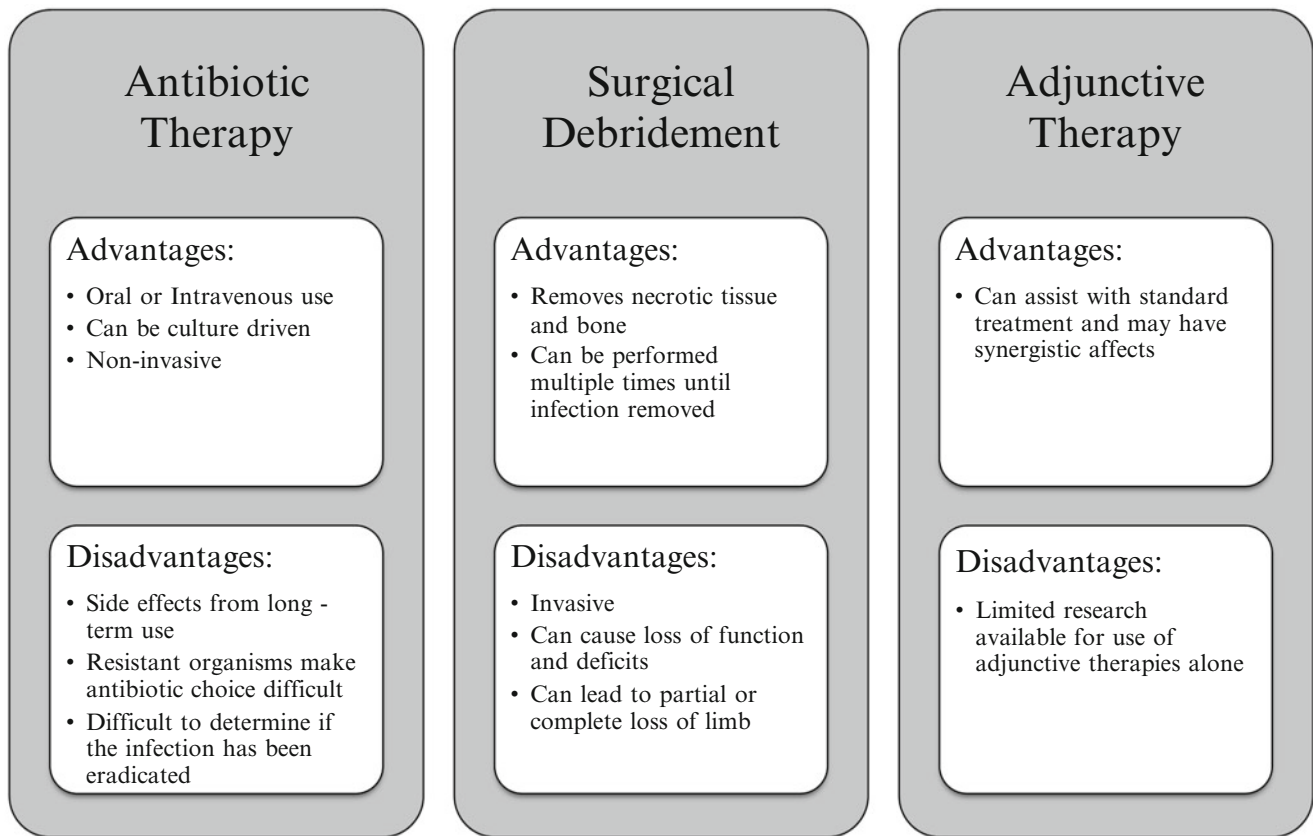 Antibiotic
Therapy
Advantages:
• Oral or Intravenous use
• Can be culture driven
• Non-invasive
Disadvantages:
• Side effects from long -
term use
• Resistant organisms make
antibiotic choice difficult
• Difficult to determine if
the infection has been
eradicated
Surgical
Debridement
Advantages:
• Removes necrotic tissue
and bone
• Can be performed
multiple times until
infection removed
Disadvantages:
• Invasive
• Can cause loss of function
and deficits
• Can lead to partial or
complete loss of limb
Adjunctive
Therapy
Advantages:
• Can assist with standard
treatment and may have
synergistic affects
Disadvantages:
• Limited research
available for use of
adjunctive therapies alone